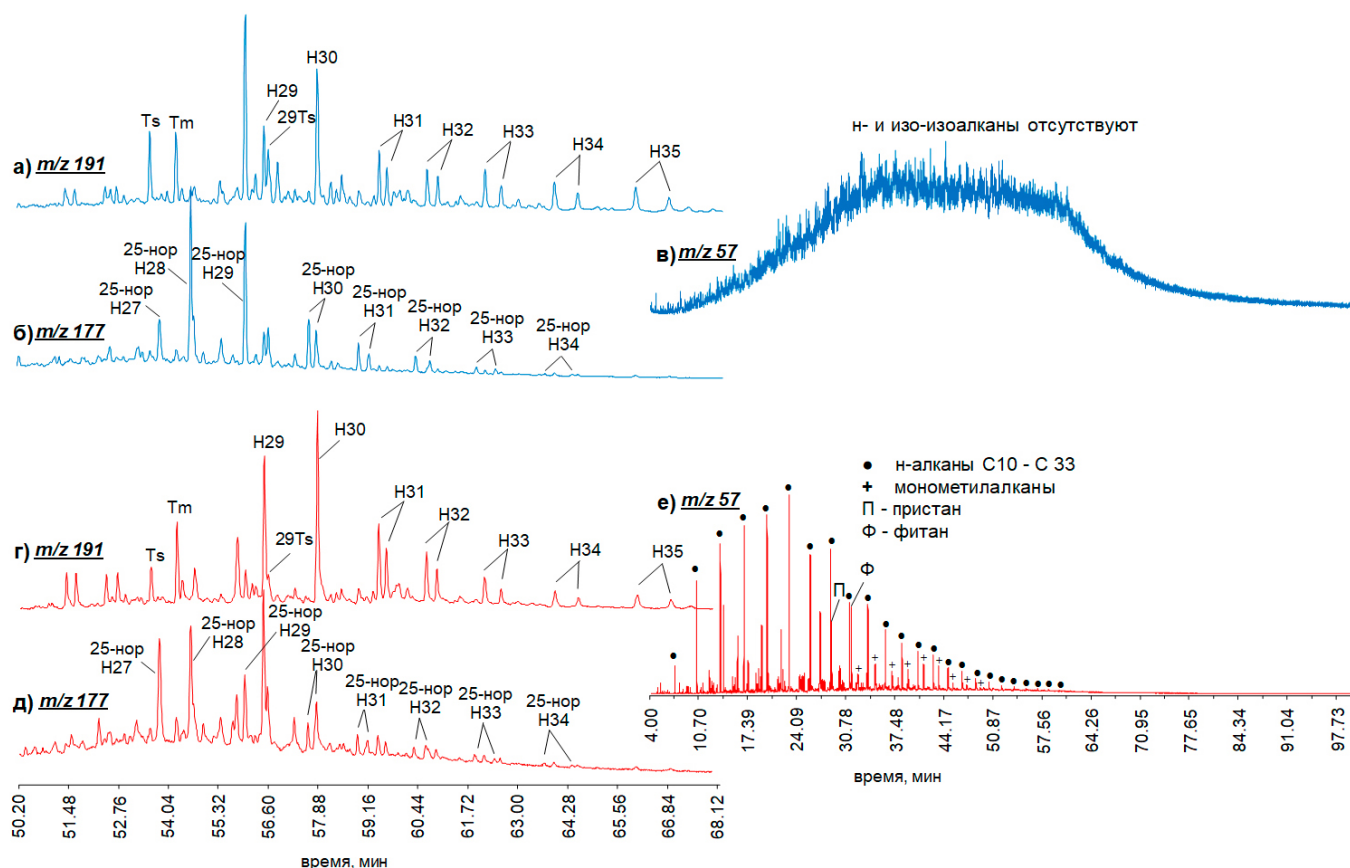 а) m/z 191
Ts
Tm
H29
29Ts
H30
H31
H32
H33
H34
H35
б) m/z 177
25-нор
H27
25-нор
H28
25-нор
H29
25-нор
H30
25-нор
H31
25-нор
H32
25-нор
H33
25-нор
H34
в) m/z 57
н- и изо-изоалканы отсутствуют
г) m/z 191
Ts
Tm
H29
29Ts
H30
H31
H32
H33
H34
H35
д) m/z 177
25-нор
H27
25-нор
H28
25-нор
H29
25-нор
H30
25-нор
H31
25-нор
H32
25-нор
H33
25-нор
H34
50.20 51.48 52.76 54.04 55.32 56.60 57.88 59.16 60.44 61.72 63.00 64.28 65.56 66.84 68.12
время, мин
е) m/z 57
● н-алканы С10 - С 33
+ монометилалканы
П - пристан
Ф - фитан
П
Ф
4.00 10.70 17.39 24.09 30.78 37.48 44.17 50.87 57.56 64.26 70.95 77.65 84.34 91.04 97.73
время, мин